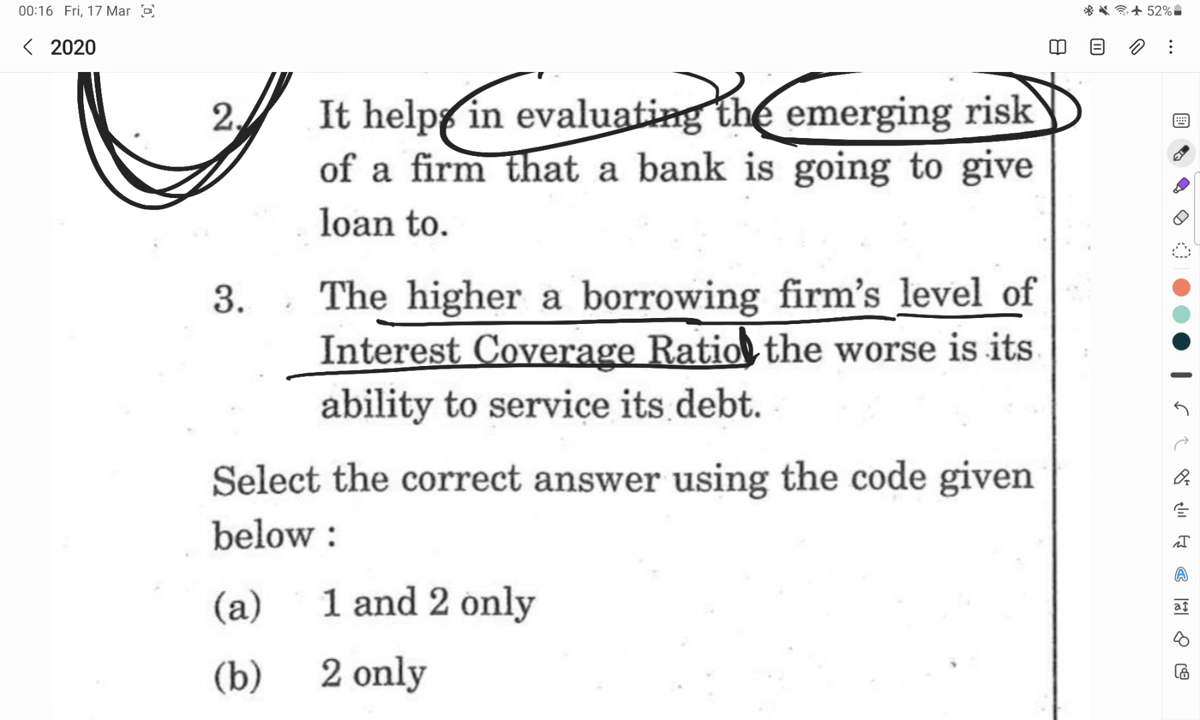 00:16 Fri, 17 Mar 52%
2020
2. It helps in evaluating the emerging risk
of a firm that a bank is going to give
loan to.
3. The higher a borrowing firm's level of
Interest Coverage Ratio, the worse is its
ability to service its debt.
Select the correct answer using the code given
below :
(a) 1 and 2 only
(b) 2 only